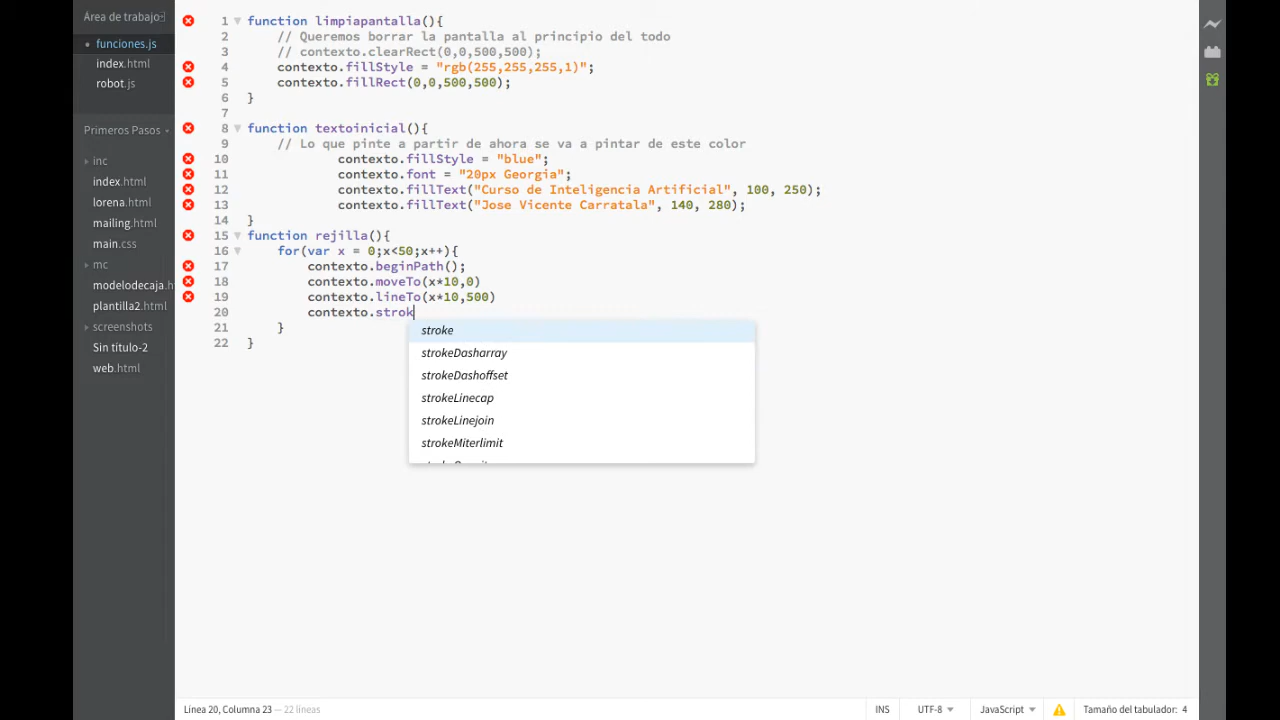 Área de trabajo
funciones.js
index.html
robot.js
Primeros Pasos
inc
index.html
lorena.html
mailing.html
main.css
mc
modelodecaja.h
plantilla2.html
screenshots
Sin título-2
web.html
1 function limpiapantalla(){
2 // Queremos borrar la pantalla al principio del todo
3 // contexto.clearRect(0,0,500,500);
4 contexto.fillStyle = "rgb(255,255,255,1)";
5 contexto.fillRect(0,0,500,500);
6 }
7
8 function textoinicial(){
9 // Lo que pinte a partir de ahora se va a pintar de este color
10 contexto.fillStyle = "blue";
11 contexto.font = "20px Georgia";
12 contexto.fillText("Curso de Inteligencia Artificial", 100, 250);
13 contexto.fillText("Jose Vicente Carratala", 140, 280);
14 }
15 function rejilla(){
16 for(var x = 0;x<50;x++){
17 contexto.beginPath();
18 contexto.moveTo(x*10,0)
19 contexto.lineTo(x*10,500)
20 contexto.strok
21 }
22 }
stroke
strokeDasharray
strokeDashoffset
strokeLinecap
strokeLinejoin
strokeMiterlimit
Línea 20, Columna 23 — 22 líneas
INS
UTF-8
JavaScript
Tamaño del tabulador: 4